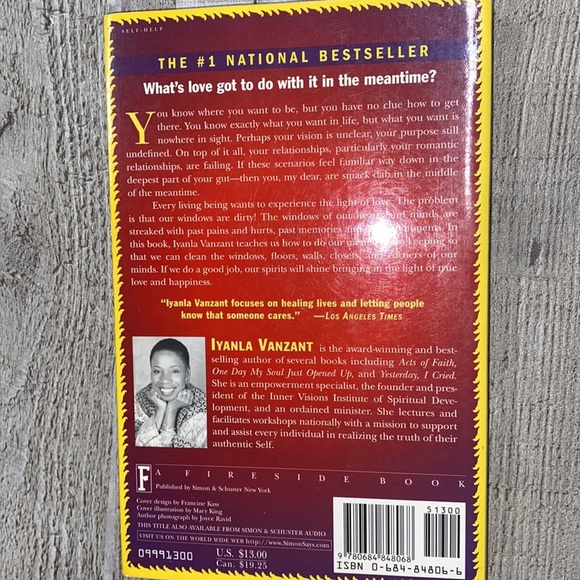 SELF-HELP
THE #1 NATIONAL BESTSELLER
What's love got to do with it in the meantime?
You know where you want to be, but you have no clue how to get
there. You know exactly what you want in life, but what you want is
nowhere in sight. Perhaps your vision is unclear, your purpose still
undefined. On top of it all, your relationships, particularly your romantic
relationships, are failing. If these scenarios feel familiar way down in the
deepest part of your gut—then you, my dear, are smack dab in the middle
of the meantime.
Every living being wants to experience the light of love. The problem
is that our windows are dirty! The windows of our hearts and minds are
streaked with past pains and hurts, past memories and In
this book, Iyanla Vanzant teaches us how to do our so
that we can clean the windows, floors, walls, closets, and corners of our
minds. If we do a good job, our spirits will shine bringing in the light of true
love and happiness.
"Iyanla Vanzant focuses on healing lives and letting people
know that someone cares." —LOS ANGELES TIMES
IYANLA VANZANT is the award-winning and best-
selling author of several books including Acts of Faith,
One Day My Soul Just Opened Up, and Yesterday, I Cried.
She is an empowerment specialist, the founder and pres-
ident of the Inner Visions Institute of Spiritual Deve-
lopment, and an ordained minister. She lectures and
facilitates workshops nationally with a mission to support
and assist every individual in realizing the truth of their
authentic Self.
F A FIRESIDE BOOK
Published by Simon & Schuster New York
Cover design by Francine Kass
Cover illustration by Mary King
Author photograph by Joyce Ravid
THIS TITLE ALSO AVAILABLE FROM SIMON & SCHUSTER AUDIO
VISIT US ON THE WORLD WIDE WEB http://www.SimonSays.com
09991300
U.S. $13.00
Can. $19.25
51300
9 780684 848068
ISBN 0-684-84806-6